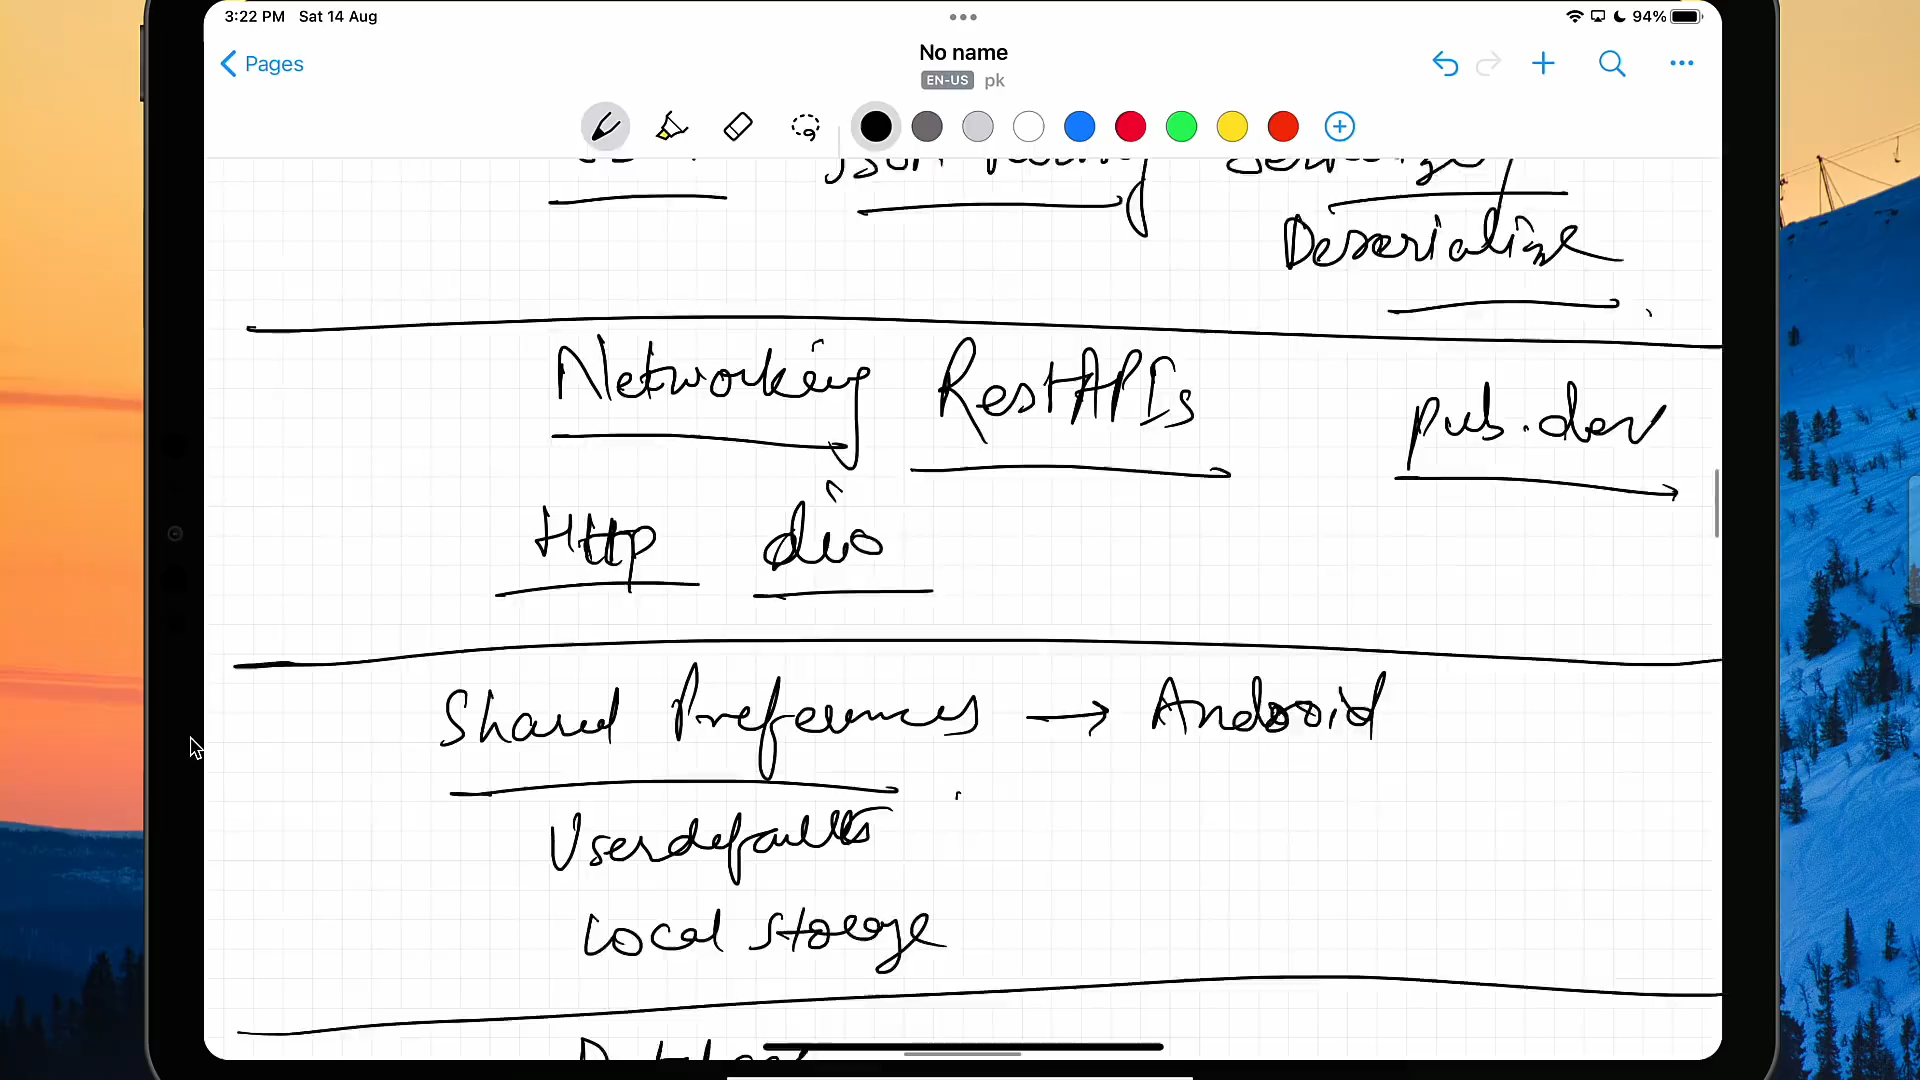 3:22 PM Sat 14 Aug
94%
Pages
No name
EN-US pk
Json
Deserialize
Networking RestAPIs
pub.dev
Http dio
Shared Preferences → Android
Userdefaults
Local storage